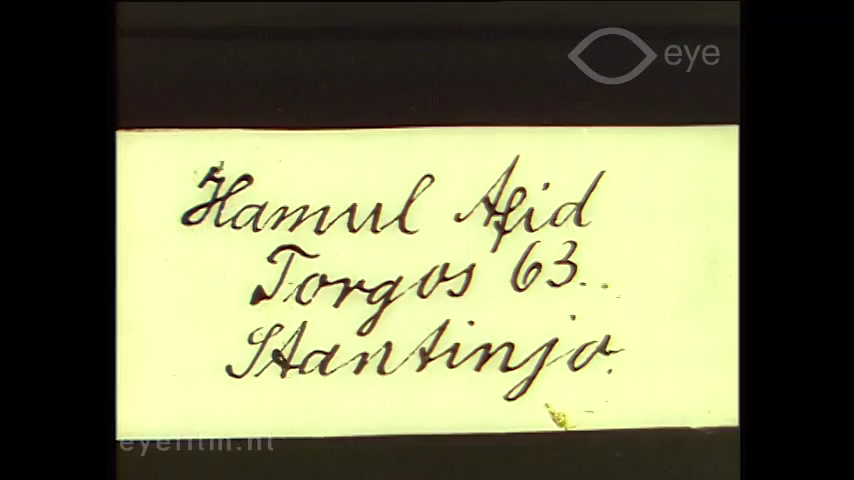 eye
Hamul Afid
Torgos 63.
Stantinjo.
eyefilm.nl